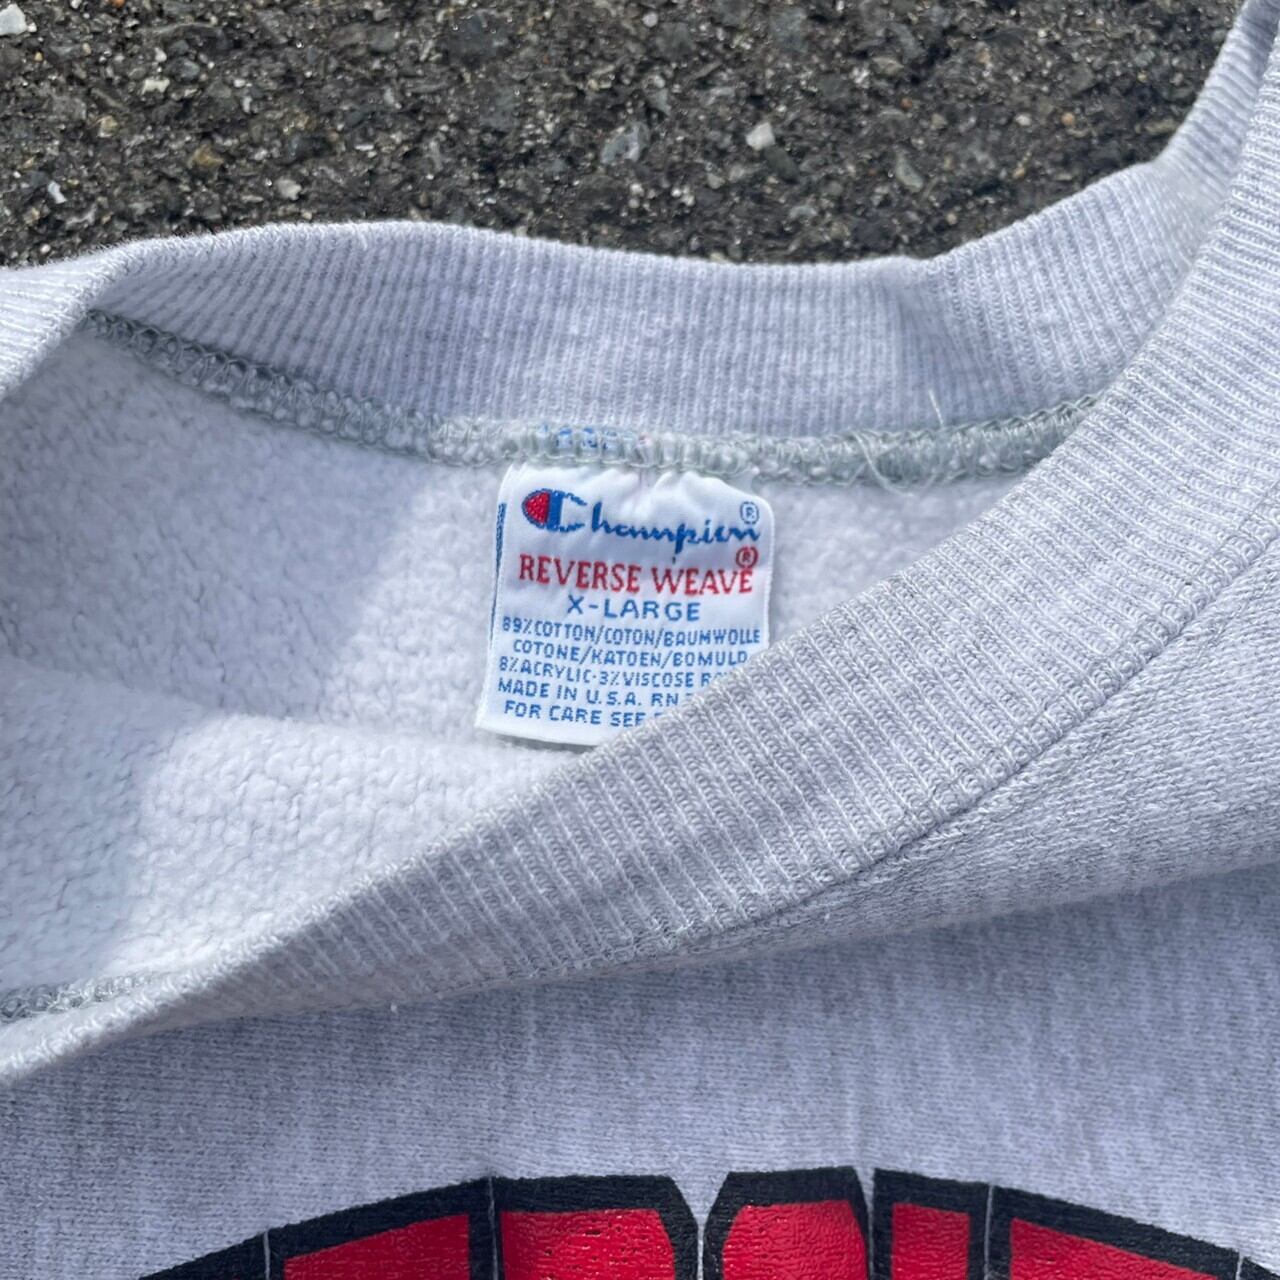 Champion®
REVERSE WEAVE®
X-LARGE
89%COTTON/COTON/BAUMWOLLE
COTONE/KATOEN/BOMULD
8%ACRYLIC-3%VISCOSE
MADE IN U.S.A. RN
FOR CARE SEE